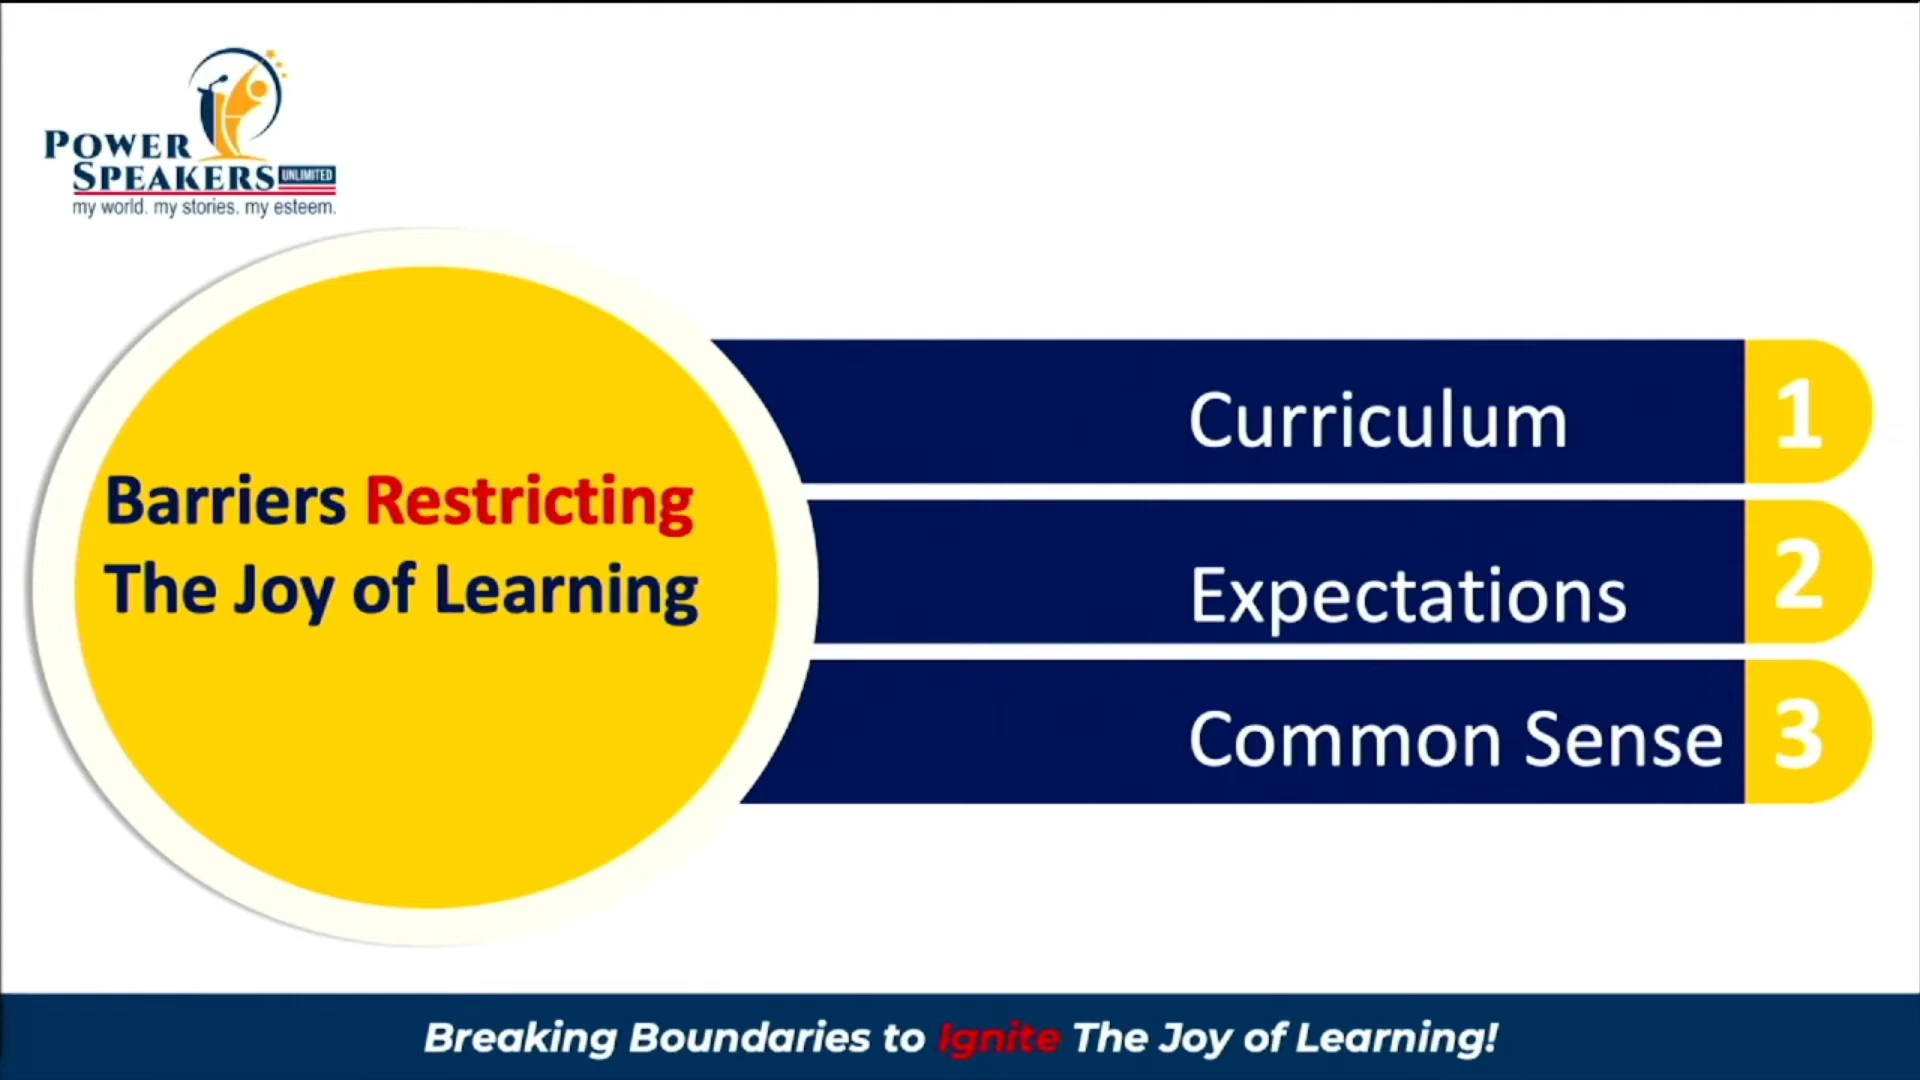 POWER
SPEAKERS UNLIMITED
my world. my stories. my esteem.
Barriers Restricting
The Joy of Learning
Curriculum 1
Expectations 2
Common Sense 3
Breaking Boundaries to Ignite The Joy of Learning!